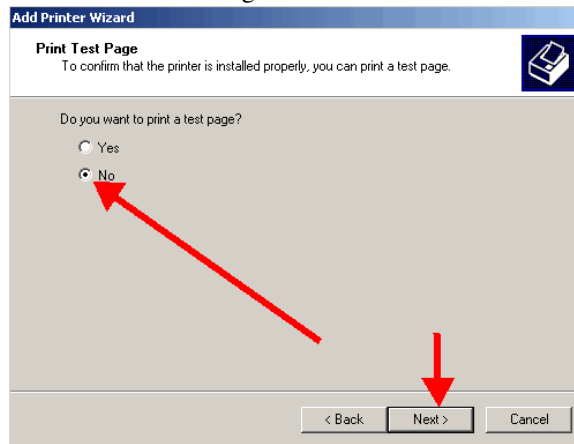 Add Printer Wizard
Print Test Page
To confirm that the printer is installed properly, you can print a test page.
Do you want to print a test page?
Yes
No
< Back
Next >
Cancel